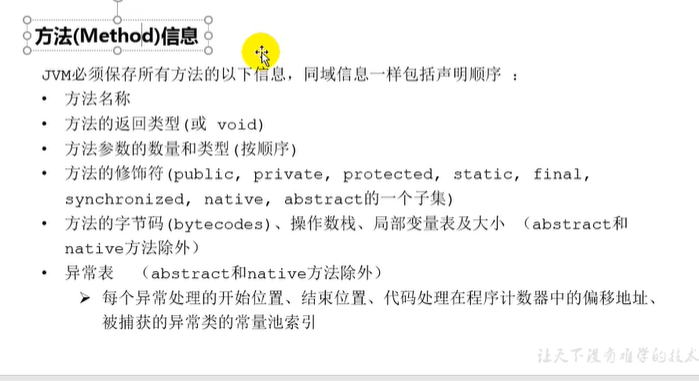 方法(Method)信息
JVM必须保存所有方法的以下信息，同域信息一样包括声明顺序 ：
• 方法名称
• 方法的返回类型(或 void)
• 方法参数的数量和类型(按顺序)
• 方法的修饰符(public, private, protected, static, final,
synchronized, native, abstract的一个子集)
• 方法的字节码(bytecodes)、操作数栈、局部变量表及大小 （abstract和
native方法除外）
• 异常表 （abstract和native方法除外）
➢ 每个异常处理的开始位置、结束位置、代码处理在程序计数器中的偏移地址、
被捕获的异常类的常量池索引
让天下没有难学的技术